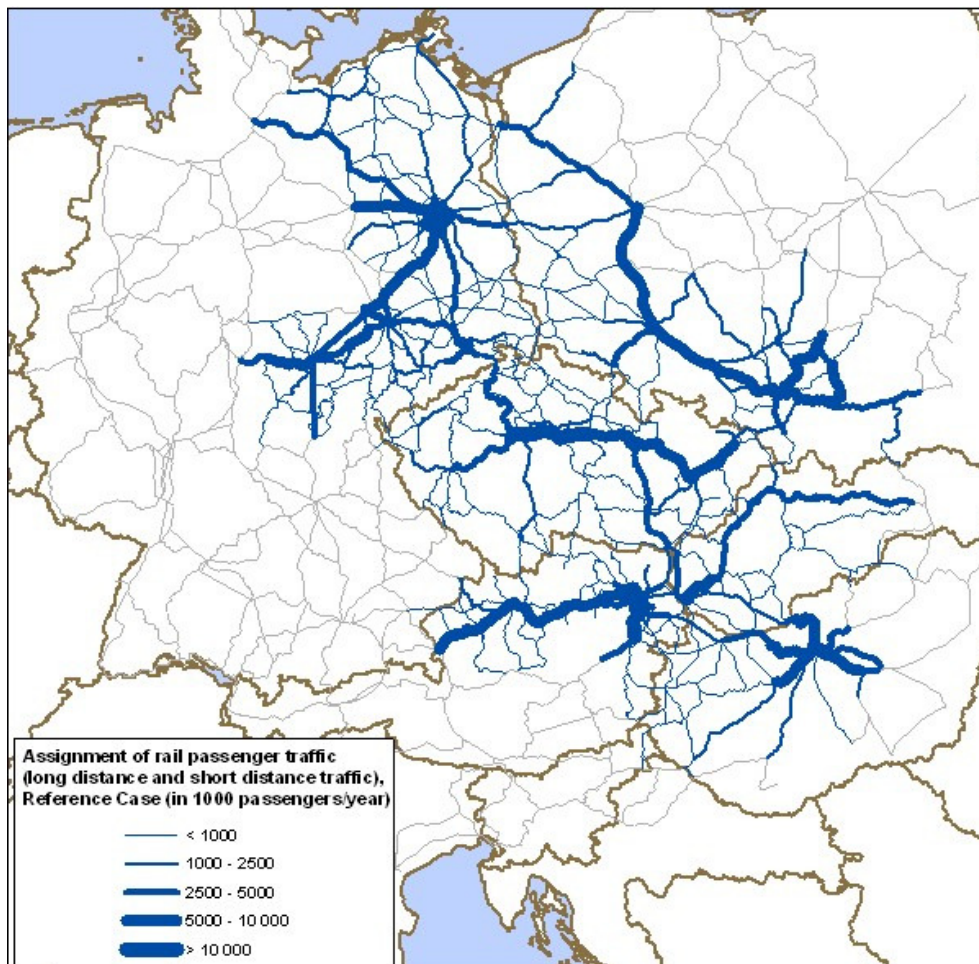 Assignment of rail passenger traffic
(long distance and short distance traffic),
Reference Case (in 1000 passengers/year)
< 1000
1000 - 2500
2500 - 5000
5000 - 10 000
> 10 000